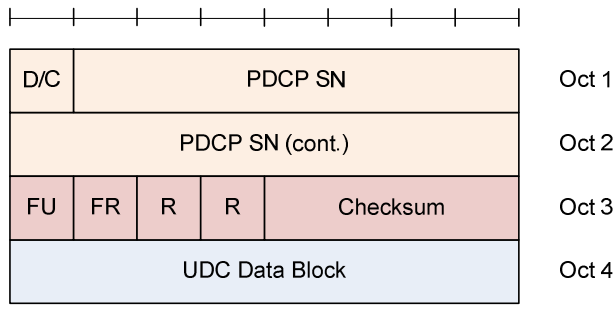 D/C PDCP SN Oct 1
PDCP SN (cont.) Oct 2
FU FR R R Checksum Oct 3
UDC Data Block Oct 4